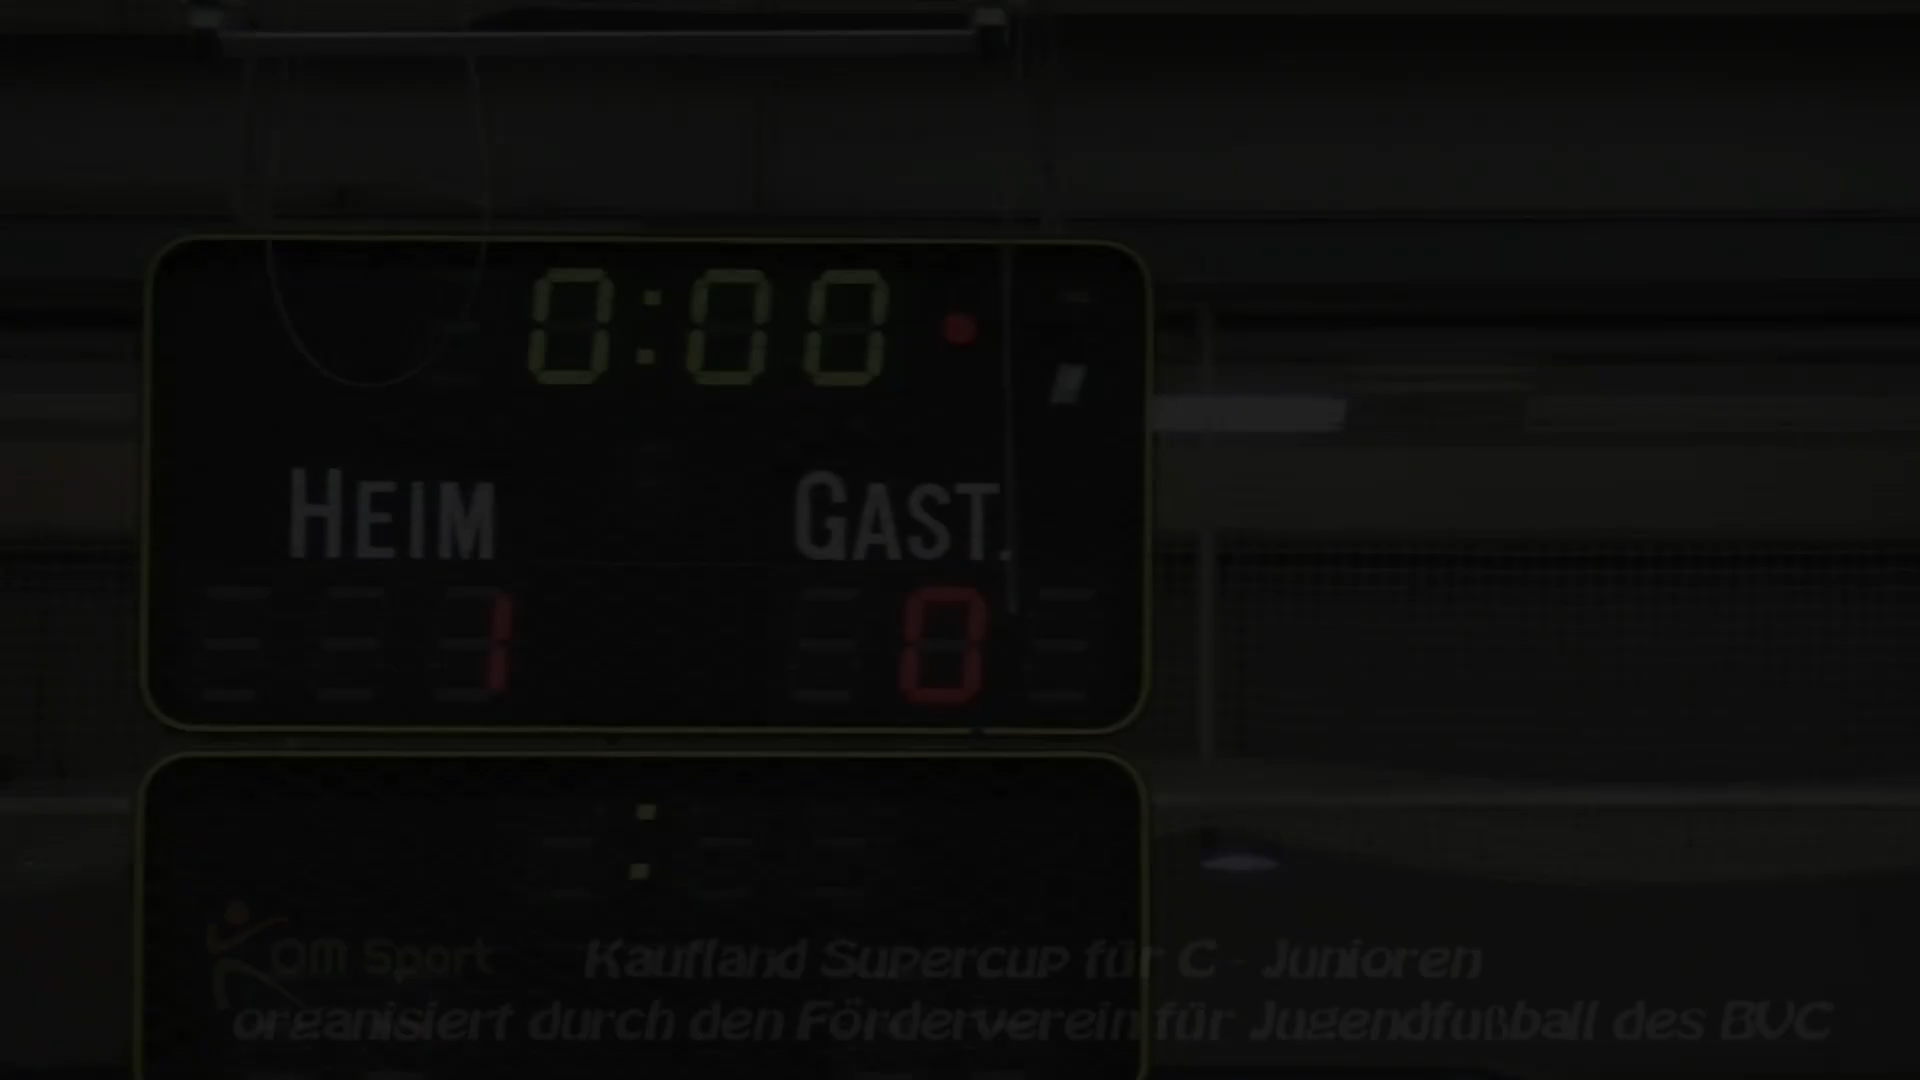 0:00
HEIM GAST.
1 0
:
OM Sport Kaufland Supercup für C - Junioren
organisiert durch den Förderverein für Jugendfußball des BVC